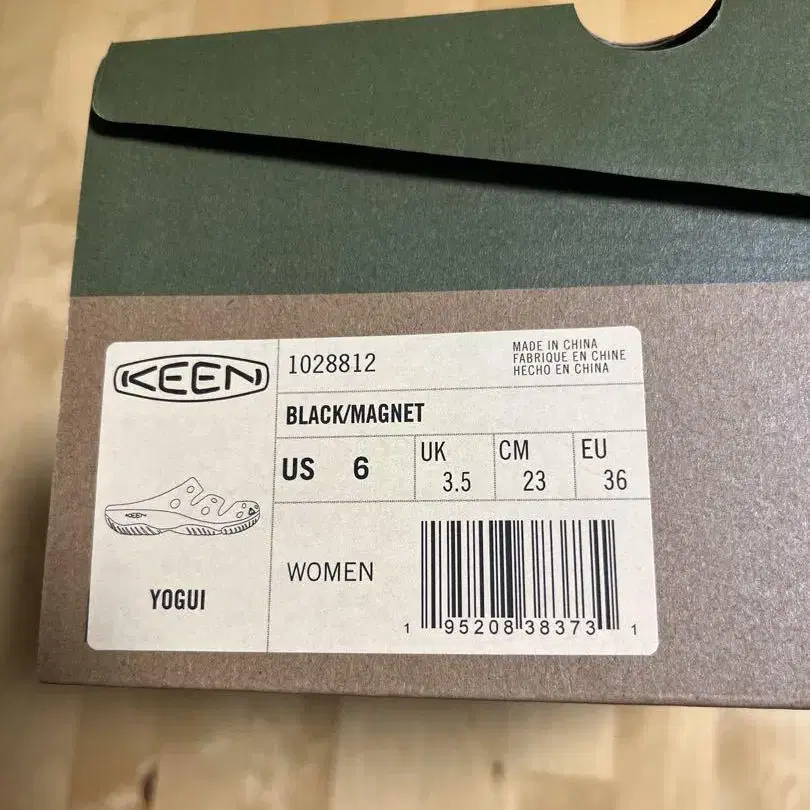 KEEN
1028812
MADE IN CHINA
FABRIQUE EN CHINE
HECHO EN CHINA
BLACK/MAGNET
US 6
UK 3.5
CM 23
EU 36
KEEN
YOGUI
WOMEN
1 95208 38373 1